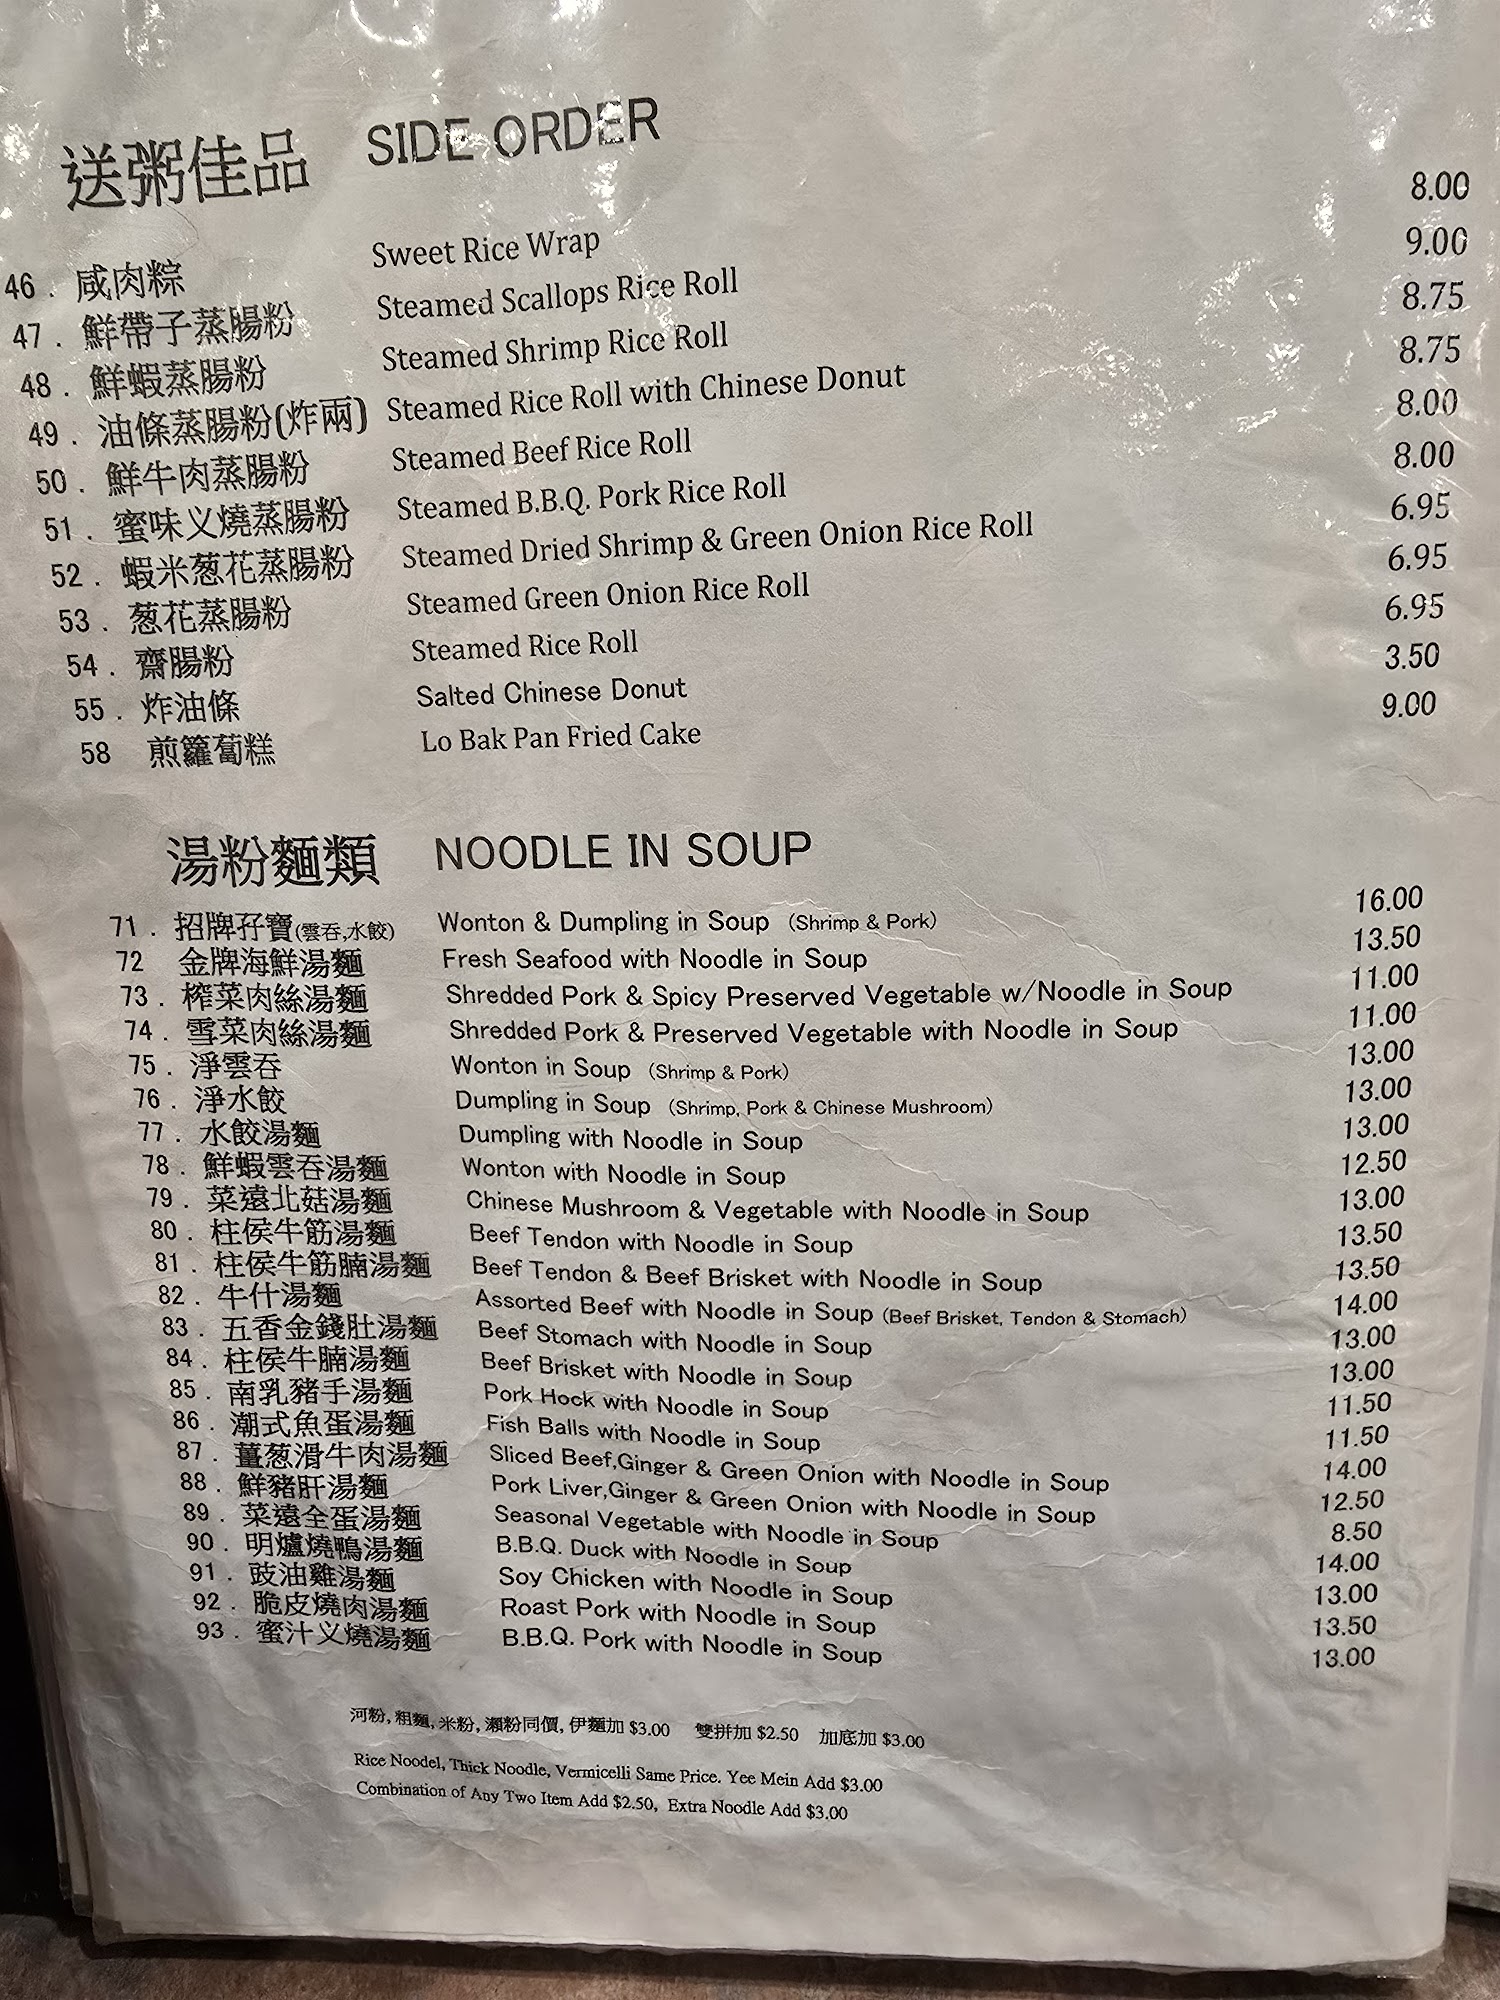 送粥佳品 SIDE ORDER
46 . 咸肉粽 Sweet Rice Wrap 8.00
47 . 鮮帶子蒸腸粉 Steamed Scallops Rice Roll 9.00
48 . 鮮蝦蒸腸粉 Steamed Shrimp Rice Roll 8.75
49 . 油條蒸腸粉(炸兩) Steamed Rice Roll with Chinese Donut 8.75
50 . 鮮牛肉蒸腸粉 Steamed Beef Rice Roll 8.00
51 . 蜜味义燒蒸腸粉 Steamed B.B.Q. Pork Rice Roll 8.00
52 . 蝦米葱花蒸腸粉 Steamed Dried Shrimp & Green Onion Rice Roll 6.95
53 . 葱花蒸腸粉 Steamed Green Onion Rice Roll 6.95
54 . 齋腸粉 Steamed Rice Roll 6.95
55 . 炸油條 Salted Chinese Donut 3.50
58 煎籮蔔糕 Lo Bak Pan Fried Cake 9.00
湯粉麵類 NOODLE IN SOUP
71 . 招牌孖寶(雲吞,水餃) Wonton & Dumpling in Soup (Shrimp & Pork) 16.00
72 金牌海鮮湯麵 Fresh Seafood with Noodle in Soup 13.50
73 . 榨菜肉絲湯麵 Shredded Pork & Spicy Preserved Vegetable w/Noodle in Soup 11.00
74 . 雪菜肉絲湯麵 Shredded Pork & Preserved Vegetable with Noodle in Soup 11.00
75 . 淨雲吞 Wonton in Soup (Shrimp & Pork) 13.00
76 . 淨水餃 Dumpling in Soup (Shrimp, Pork & Chinese Mushroom) 13.00
77 . 水餃湯麵 Dumpling with Noodle in Soup 13.00
78 . 鮮蝦雲吞湯麵 Wonton with Noodle in Soup 12.50
79 . 菜遠北菇湯麵 Chinese Mushroom & Vegetable with Noodle in Soup 13.00
80 . 柱侯牛筋湯麵 Beef Tendon with Noodle in Soup 13.50
81 . 柱侯牛筋腩湯麵 Beef Tendon & Beef Brisket with Noodle in Soup 13.50
82 . 牛什湯麵 Assorted Beef with Noodle in Soup (Beef Brisket, Tendon & Stomach) 14.00
83 . 五香金錢肚湯麵 Beef Stomach with Noodle in Soup 13.00
84 . 柱侯牛腩湯麵 Beef Brisket with Noodle in Soup 13.00
85 . 南乳豬手湯麵 Pork Hock with Noodle in Soup 11.50
86 . 潮式魚蛋湯麵 Fish Balls with Noodle in Soup 11.50
87 . 薑葱滑牛肉湯麵 Sliced Beef,Ginger & Green Onion with Noodle in Soup 14.00
88 . 鮮豬肝湯麵 Pork Liver,Ginger & Green Onion with Noodle in Soup 12.50
89 . 菜遠全蛋湯麵 Seasonal Vegetable with Noodle in Soup 8.50
90 . 明爐燒鴨湯麵 B.B.Q. Duck with Noodle in Soup 14.00
91 . 豉油雞湯麵 Soy Chicken with Noodle in Soup 13.00
92 . 脆皮燒肉湯麵 Roast Pork with Noodle in Soup 13.50
93 . 蜜汁义燒湯麵 B.B.Q. Pork with Noodle in Soup 13.00
河粉, 粗麵, 米粉, 瀨粉同價, 伊麵加 $3.00 雙拼加 $2.50 加底加 $3.00
Rice Noodel, Thick Noodle, Vermicelli Same Price. Yee Mein Add $3.00
Combination of Any Two Item Add $2.50, Extra Noodle Add $3.00